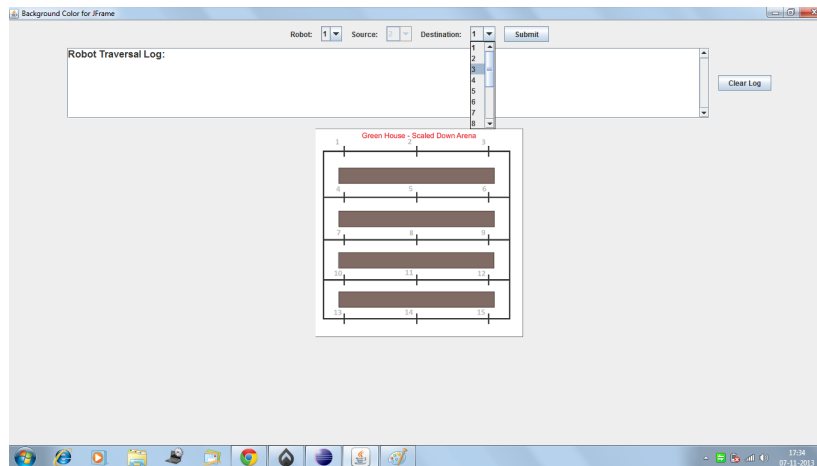 Background Color for JFrame
Robot: 1 Source: 2 Destination: 1 Submit
1
2
3
4
5
6
7
8
Robot Traversal Log:
Clear Log
Green House - Scaled Down Arena
1 2 3
4 5 6
7 8 9
10 11 12
13 14 15
17:34
07-11-2013